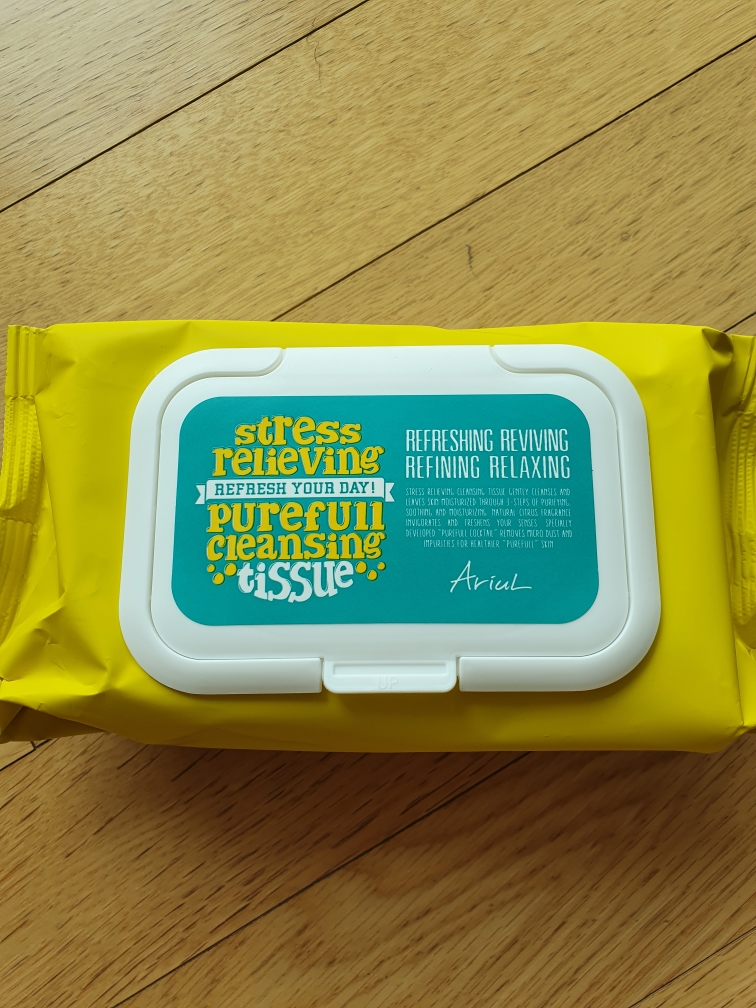 stress
relieving
REFRESH YOUR DAY!
purefull
cleansing
tissue
REFRESHING REVIVING
REFINING RELAXING
STRESS RELIEVING CLEANSING TISSUE GENTLY CLEANSES AND
LEAVES SKIN MOISTURIZED THROUGH 3 STEPS OF PURIFYING,
SOOTHING AND MOISTURIZING. NATURAL CITRUS FRAGRANCE
INVIGORATES AND FRESHENS YOUR SENSES. SPECIALLY
DEVELOPED "PUREFULL COCKTAIL" REMOVES MICRO DUST AND
IMPURITIES FOR HEALTHIER "PUREFULL" SKIN
Ariul
UP